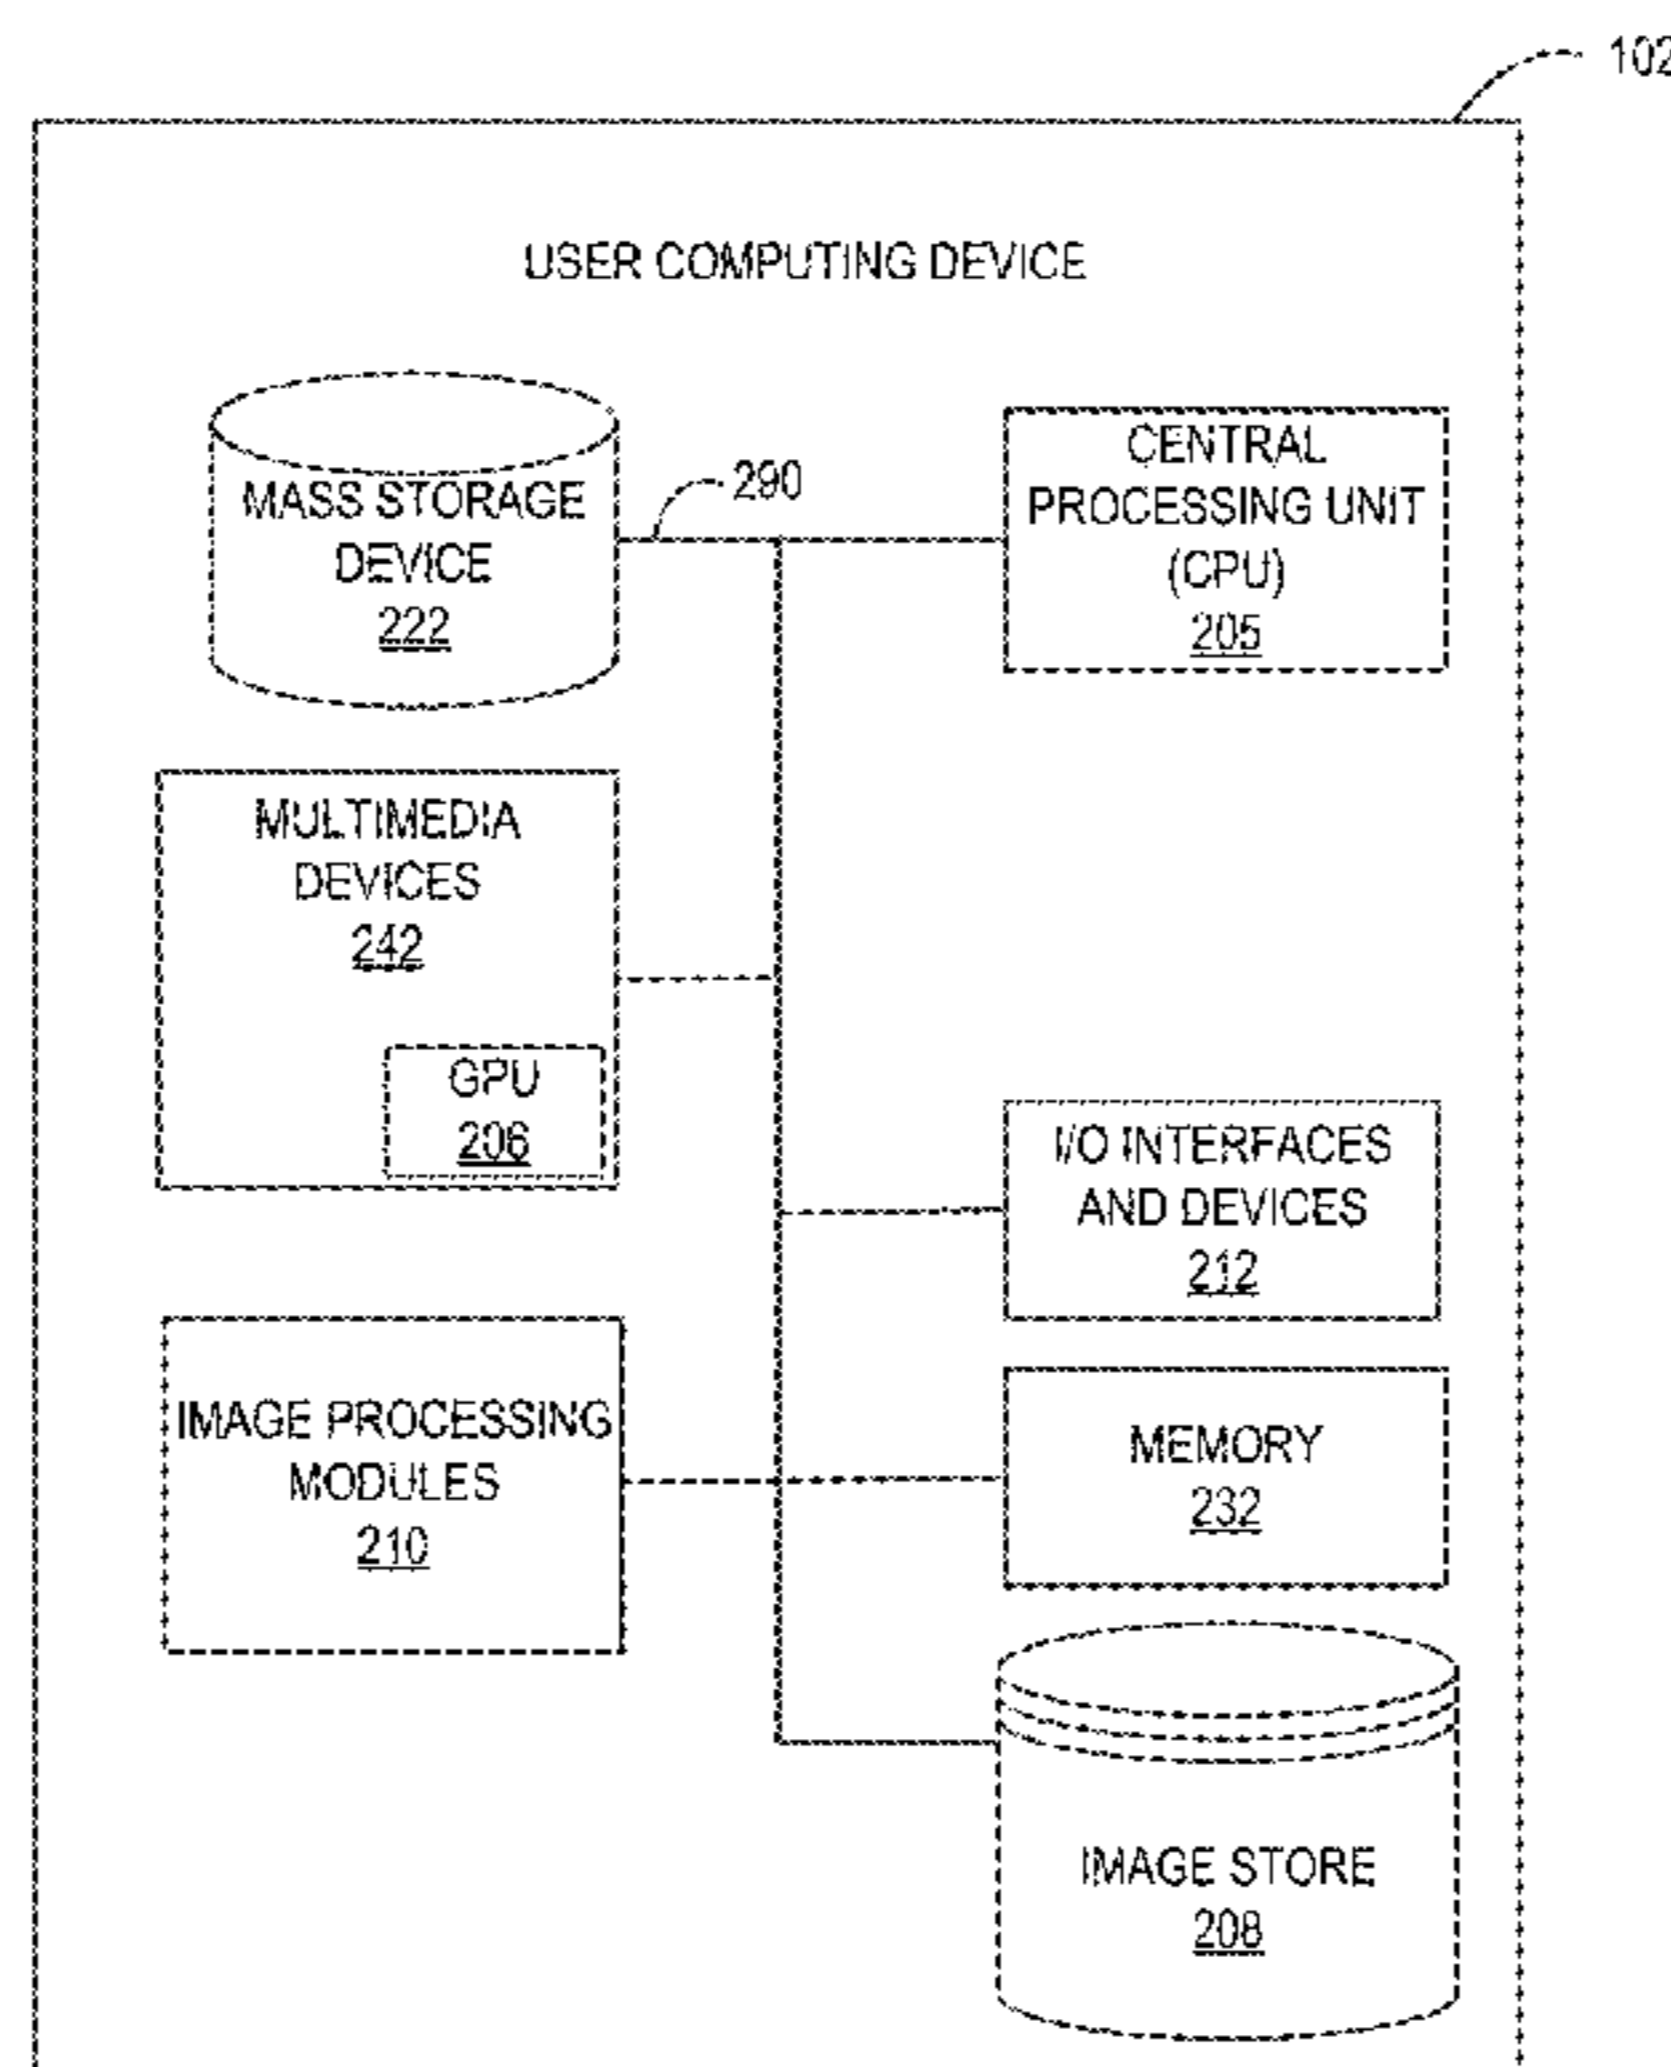 102
USER COMPUTING DEVICE
MASS STORAGE
DEVICE
222
290
CENTRAL
PROCESSING UNIT
(CPU)
205
MULTIMEDIA
DEVICES
242
GPU
206
I/O INTERFACES
AND DEVICES
212
IMAGE PROCESSING
MODULES
210
MEMORY
232
IMAGE STORE
208